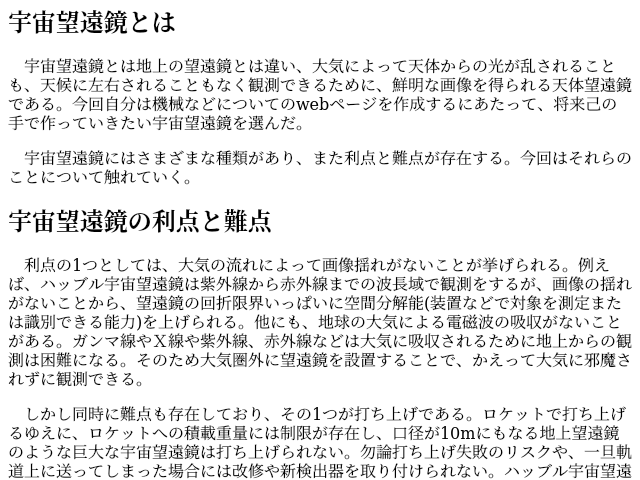 宇宙望遠鏡とは
宇宙望遠鏡とは地上の望遠鏡とは違い、大気によって天体からの光が乱されること
も、天候に左右されることもなく観測できるために、鮮明な画像を得られる天体望遠鏡
である。今回自分は機械などについてのwebページを作成するにあたって、将来己の
手で作っていきたい宇宙望遠鏡を選んだ。
宇宙望遠鏡にはさまざまな種類があり、また利点と難点が存在する。今回はそれらの
ことについて触れていく。
宇宙望遠鏡の利点と難点
利点の1つとしては、大気の流れによって画像揺れがないことが挙げられる。例え
ば、ハッブル宇宙望遠鏡は紫外線から赤外線までの波長域で観測をするが、画像の揺れ
がないことから、望遠鏡の回折限界いっぱいに空間分解能(装置などで対象を測定また
は識別できる能力)を上げられる。他にも、地球の大気による電磁波の吸収がないこと
がある。ガンマ線やＸ線や紫外線、赤外線などは大気に吸収されるために地上からの観
測は困難になる。そのため大気圏外に望遠鏡を設置することで、かえって大気に邪魔さ
れずに観測できる。
しかし同時に難点も存在しており、その1つが打ち上げである。ロケットで打ち上げ
るゆえに、ロケットへの積載重量には制限が存在し、口径が10mにもなる地上望遠鏡
のような巨大な宇宙望遠鏡は打ち上げられない。勿論打ち上げ失敗のリスクや、一旦軌
道上に送ってしまった場合には改修や新検出器を取り付けられない。ハッブル宇宙望遠